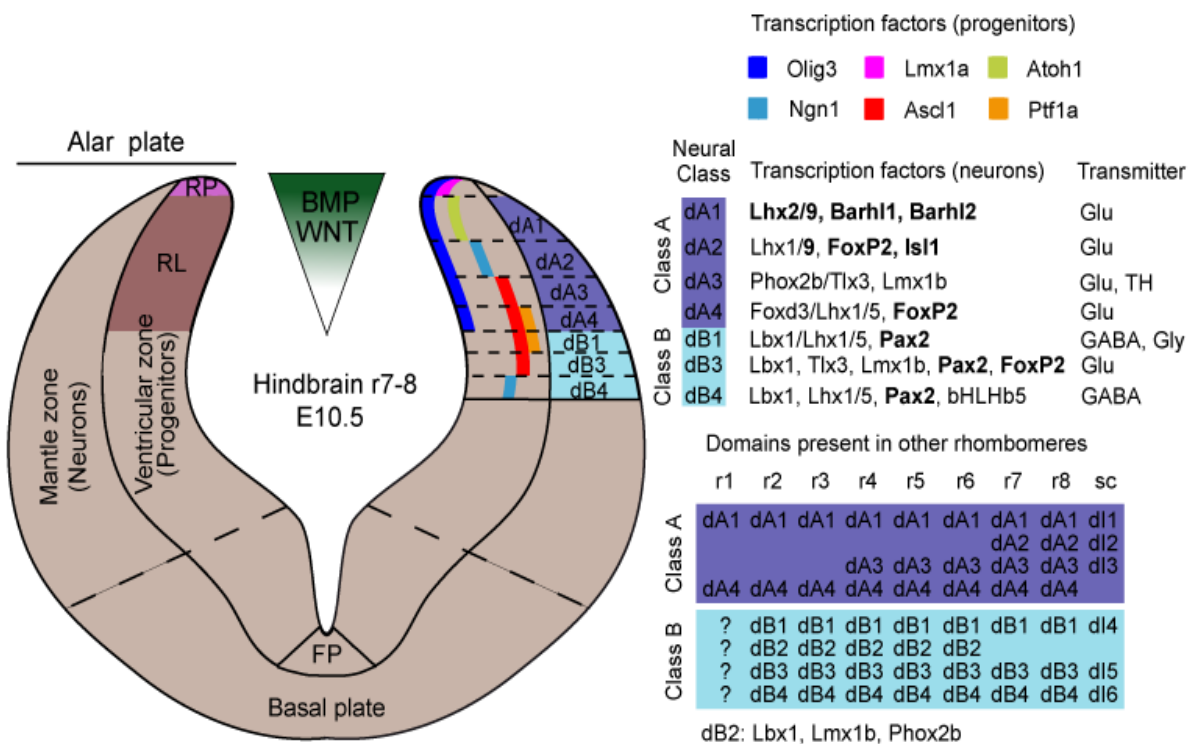 Transcription factors (progenitors)
Olig3 Lmx1a Atoh1
Ngn1 Ascl1 Ptf1a
Alar plate
RP
RL
BMP
WNT
Hindbrain r7-8
E10.5
Mantle zone
(Neurons)
Ventricular zone
(Progenitors)
FP
Basal plate
dA1
dA2
dA3
dA4
dB1
dB3
dB4
Neural
Class
Transcription factors (neurons)
Transmitter
Class A
dA1 Lhx2/9, Barhl1, Barhl2 Glu
dA2 Lhx1/9, FoxP2, Isl1 Glu
dA3 Phox2b/Tlx3, Lmx1b Glu, TH
dA4 Foxd3/Lhx1/5, FoxP2 Glu
Class B
dB1 Lbx1/Lhx1/5, Pax2 GABA, Gly
dB3 Lbx1, Tlx3, Lmx1b, Pax2, FoxP2 Glu
dB4 Lbx1, Lhx1/5, Pax2, bHLHb5 GABA
Domains present in other rhombomeres
r1 r2 r3 r4 r5 r6 r7 r8 sc
Class A
dA1 dA1 dA1 dA1 dA1 dA1 dA1 dA1 dI1
dA2 dA2 dI2
dA3 dA3 dA3 dA3 dA3 dI3
dA4 dA4 dA4 dA4 dA4 dA4 dA4 dA4
Class B
? dB1 dB1 dB1 dB1 dB1 dB1 dB1 dI4
? dB2 dB2 dB2 dB2 dB2
? dB3 dB3 dB3 dB3 dB3 dB3 dB3 dI5
? dB4 dB4 dB4 dB4 dB4 dB4 dB4 dI6
dB2: Lbx1, Lmx1b, Phox2b